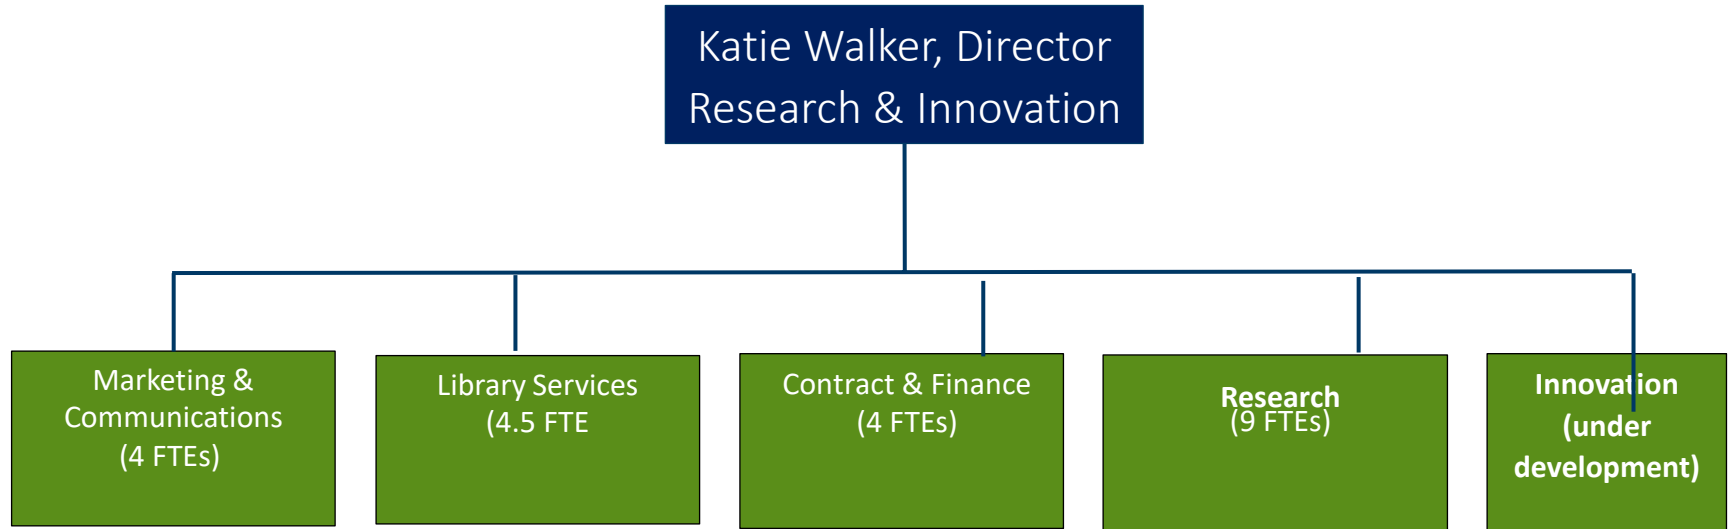 Katie Walker, Director
Research & Innovation
Marketing &
Communications
(4 FTEs)
Library Services
(4.5 FTE
Contract & Finance
(4 FTEs)
Research
(9 FTEs)
Innovation
(under
development)